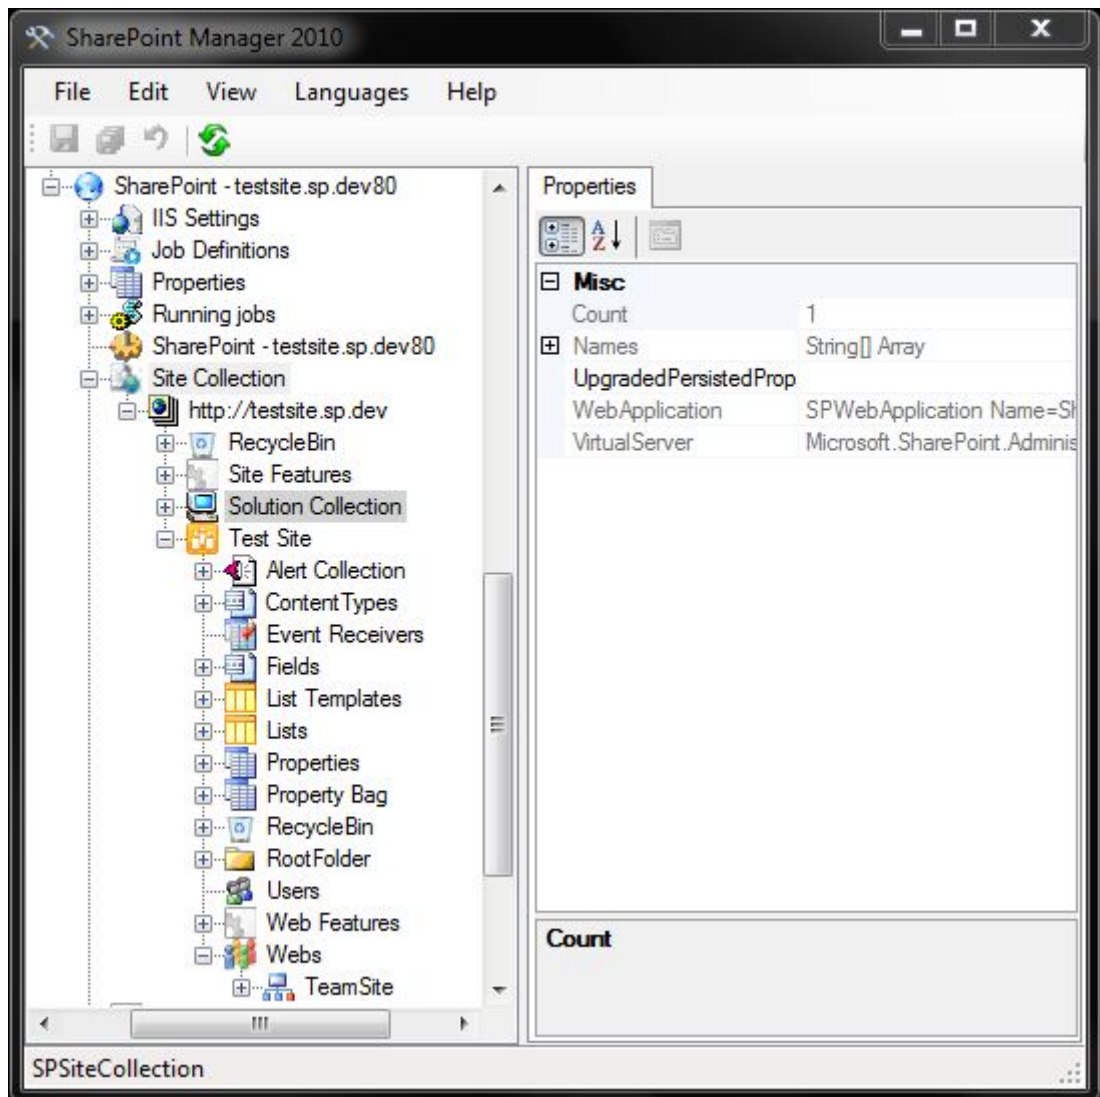 SharePoint Manager 2010
File Edit View Languages Help
SharePoint - testsite.sp.dev80
IIS Settings
Job Definitions
Properties
Running jobs
SharePoint - testsite.sp.dev80
Site Collection
http://testsite.sp.dev
RecycleBin
Site Features
Solution Collection
Test Site
Alert Collection
ContentTypes
Event Receivers
Fields
List Templates
Lists
Properties
Property Bag
RecycleBin
RootFolder
Users
Web Features
Webs
TeamSite
Properties
Misc
Count 1
Names String[] Array
UpgradedPersistedProp
WebApplication SPWebApplication Name=Sh
VirtualServer Microsoft.SharePoint.Adminis
Count
SPSiteCollection